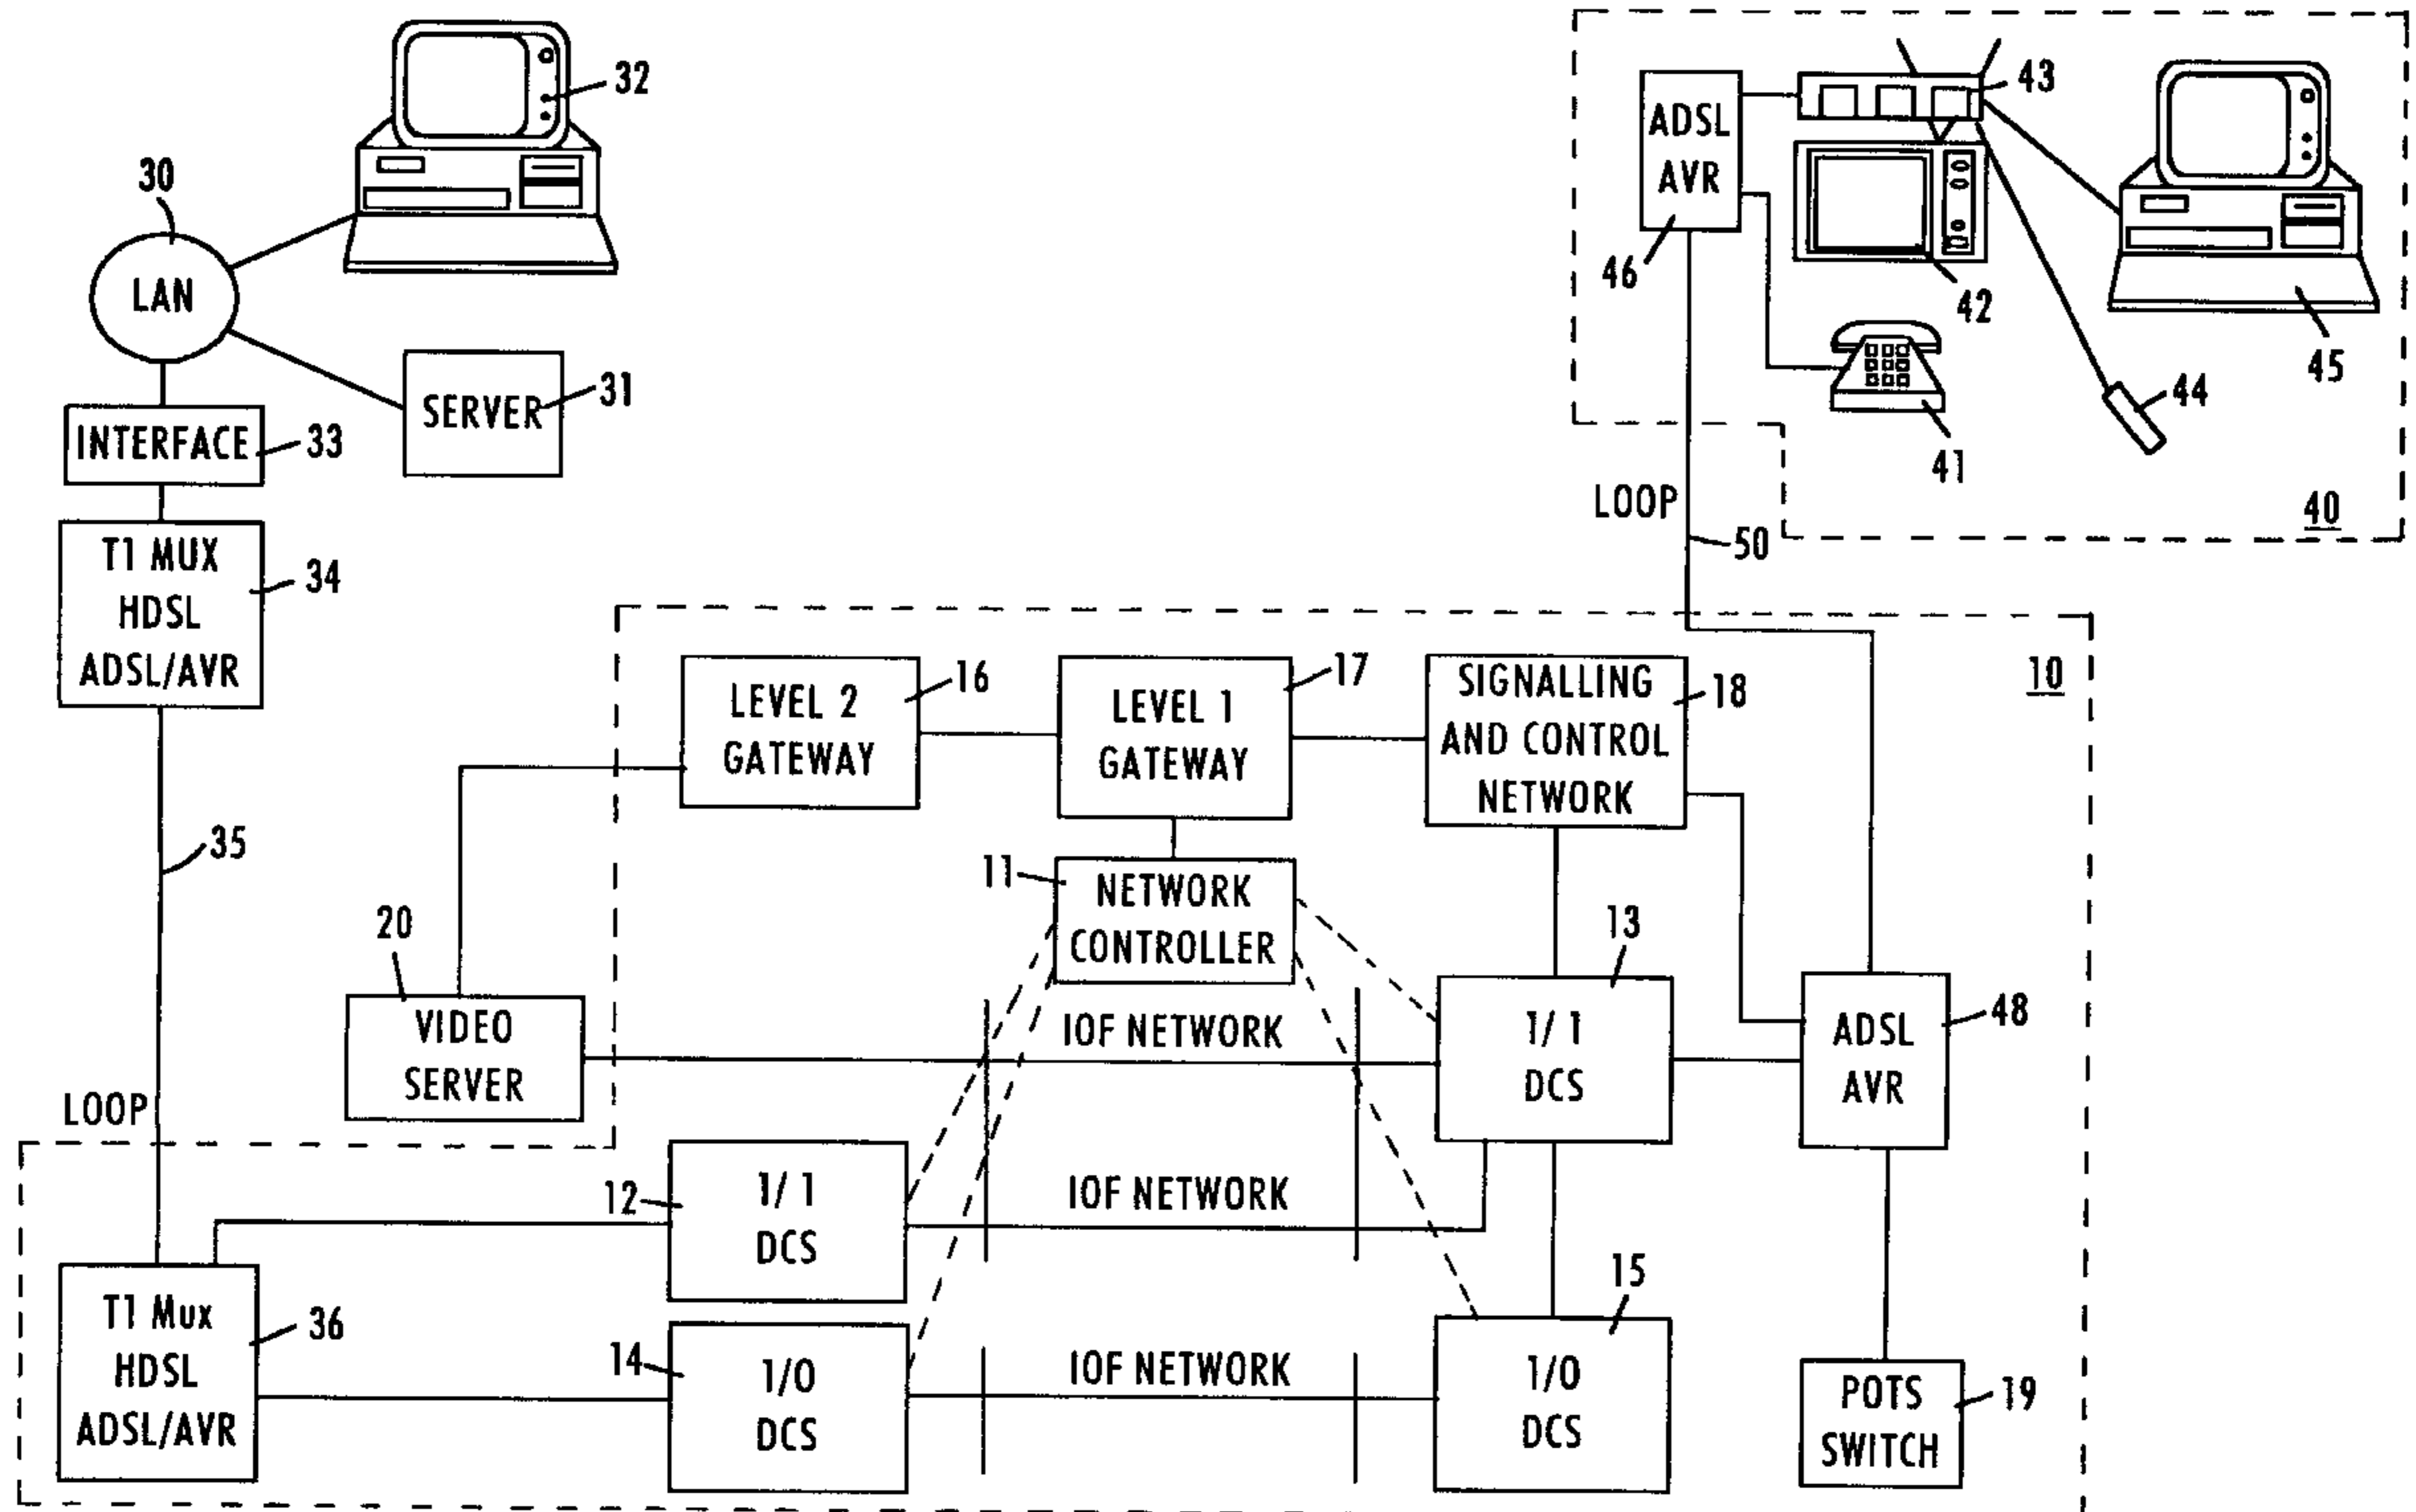 32
30
LAN
SERVER
31
INTERFACE
33
T1 MUX
HDSL
ADSL/AVR
34
35
LOOP
ADSL
AVR
46
43
42
41
44
45
40
LOOP
50
10
LEVEL 2
GATEWAY
16
LEVEL 1
GATEWAY
17
SIGNALLING
AND CONTROL
NETWORK
18
11
NETWORK
CONTROLLER
20
VIDEO
SERVER
IOF NETWORK
13
1/1
DCS
ADSL
AVR
48
12
1/1
DCS
IOF NETWORK
T1 Mux
HDSL
ADSL/AVR
36
14
1/0
DCS
IOF NETWORK
15
1/0
DCS
POTS
SWITCH
19